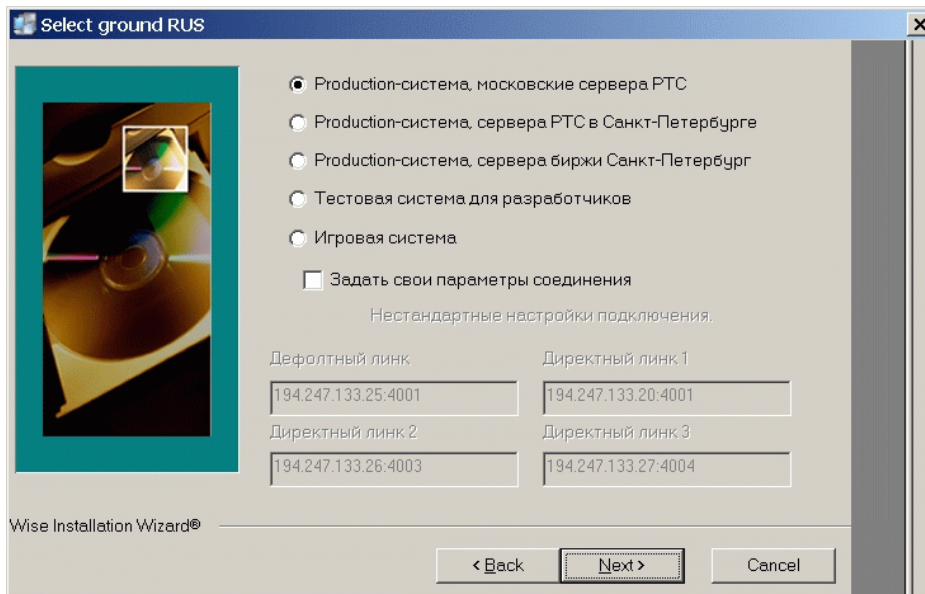 Select ground RUS
Production-система, московские сервера РТС
Production-система, сервера РТС в Санкт-Петербурге
Production-система, сервера биржи Санкт-Петербург
Тестовая система для разработчиков
Игровая система
Задать свои параметры соединения
Нестандартные настройки подключения.
Дефолтный линк
Директный линк 1
194.247.133.25:4001
194.247.133.20:4001
Директный линк 2
Директный линк 3
194.247.133.26:4003
194.247.133.27:4004
Wise Installation Wizard®
< Back
Next >
Cancel